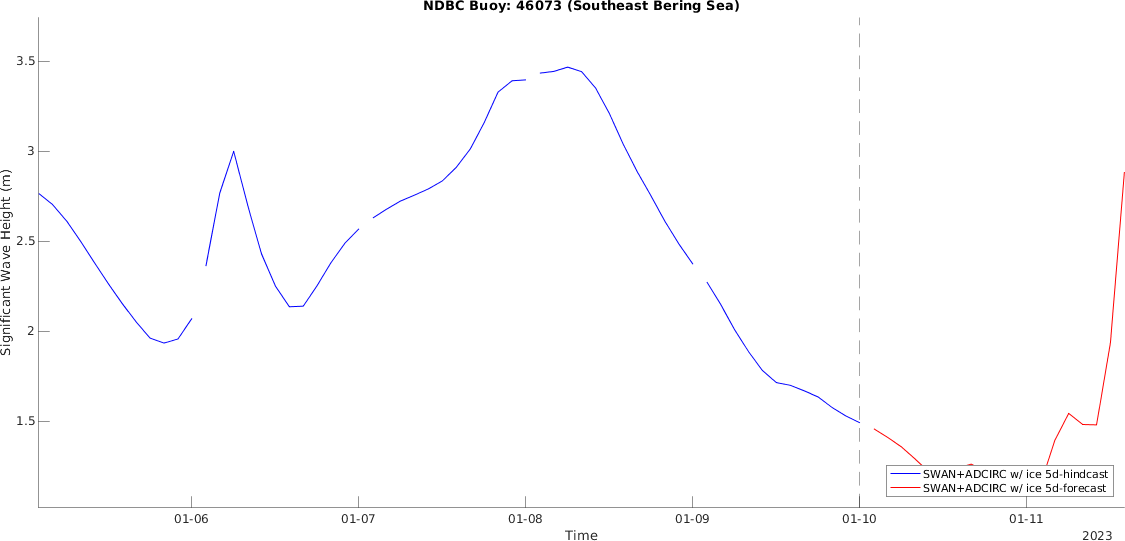 NDBC Buoy: 46073 (Southeast Bering Sea)
3.5
3
2.5
2
1.5
Significant Wave Height (m)
SWAN+ADCIRC w/ ice 5d-hindcast
SWAN+ADCIRC w/ ice 5d-forecast
01-06 01-07 01-08 01-09 01-10 01-11
Time
2023